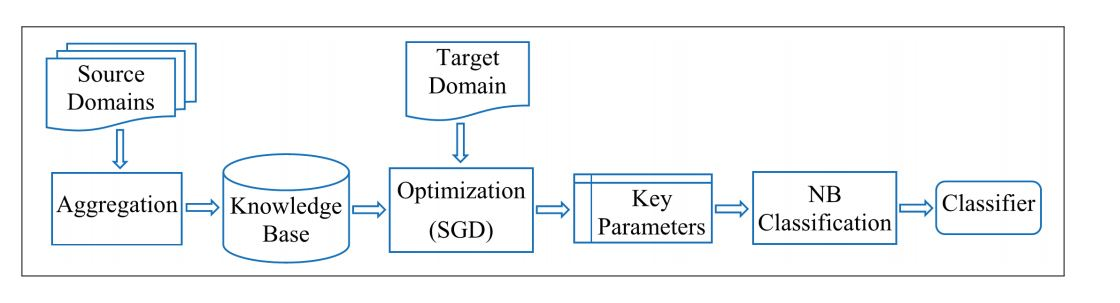 Source
Domains
Target
Domain
Aggregation
Knowledge
Base
Optimization
(SGD)
Key
Parameters
NB
Classification
Classifier